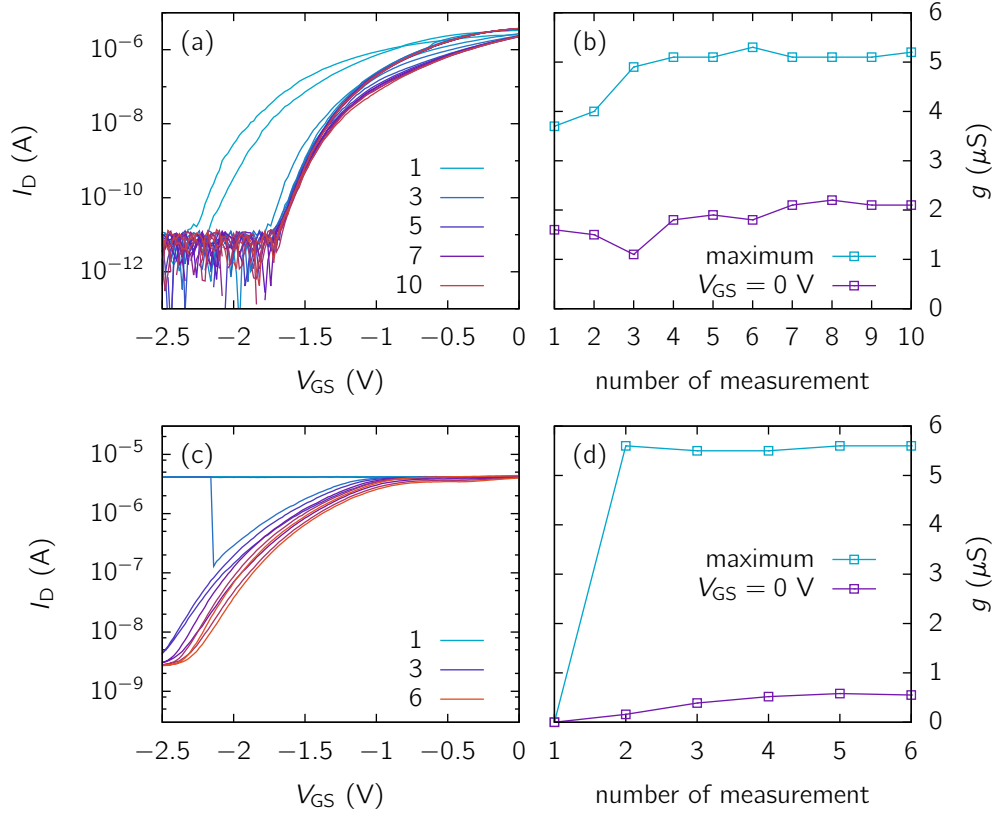 (a)
10⁻⁶
10⁻⁸
10⁻¹⁰
10⁻¹²
I_D (A)
1
3
5
7
10
−2.5 −2 −1.5 −1 −0.5 0
V_GS (V)
(b)
6
5
4
3
2
1
0
g (μS)
maximum
V_GS = 0 V
1 2 3 4 5 6 7 8 9 10
number of measurement
(c)
10⁻⁵
10⁻⁶
10⁻⁷
10⁻⁸
10⁻⁹
I_D (A)
1
3
6
−2.5 −2 −1.5 −1 −0.5 0
V_GS (V)
(d)
6
5
5
5
5
1
0
g (μS)
maximum
V_GS = 0 V
1 2 3 4 5 6
number of measurement